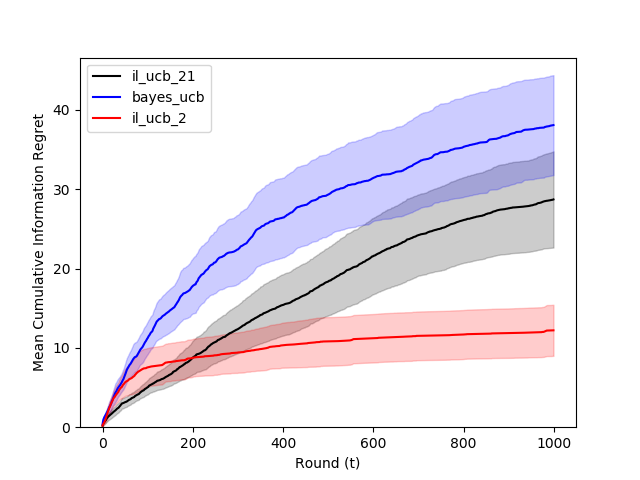 il_ucb_21
bayes_ucb
il_ucb_2
Mean Cumulative Information Regret
40
30
20
10
0
0 200 400 600 800 1000
Round (t)